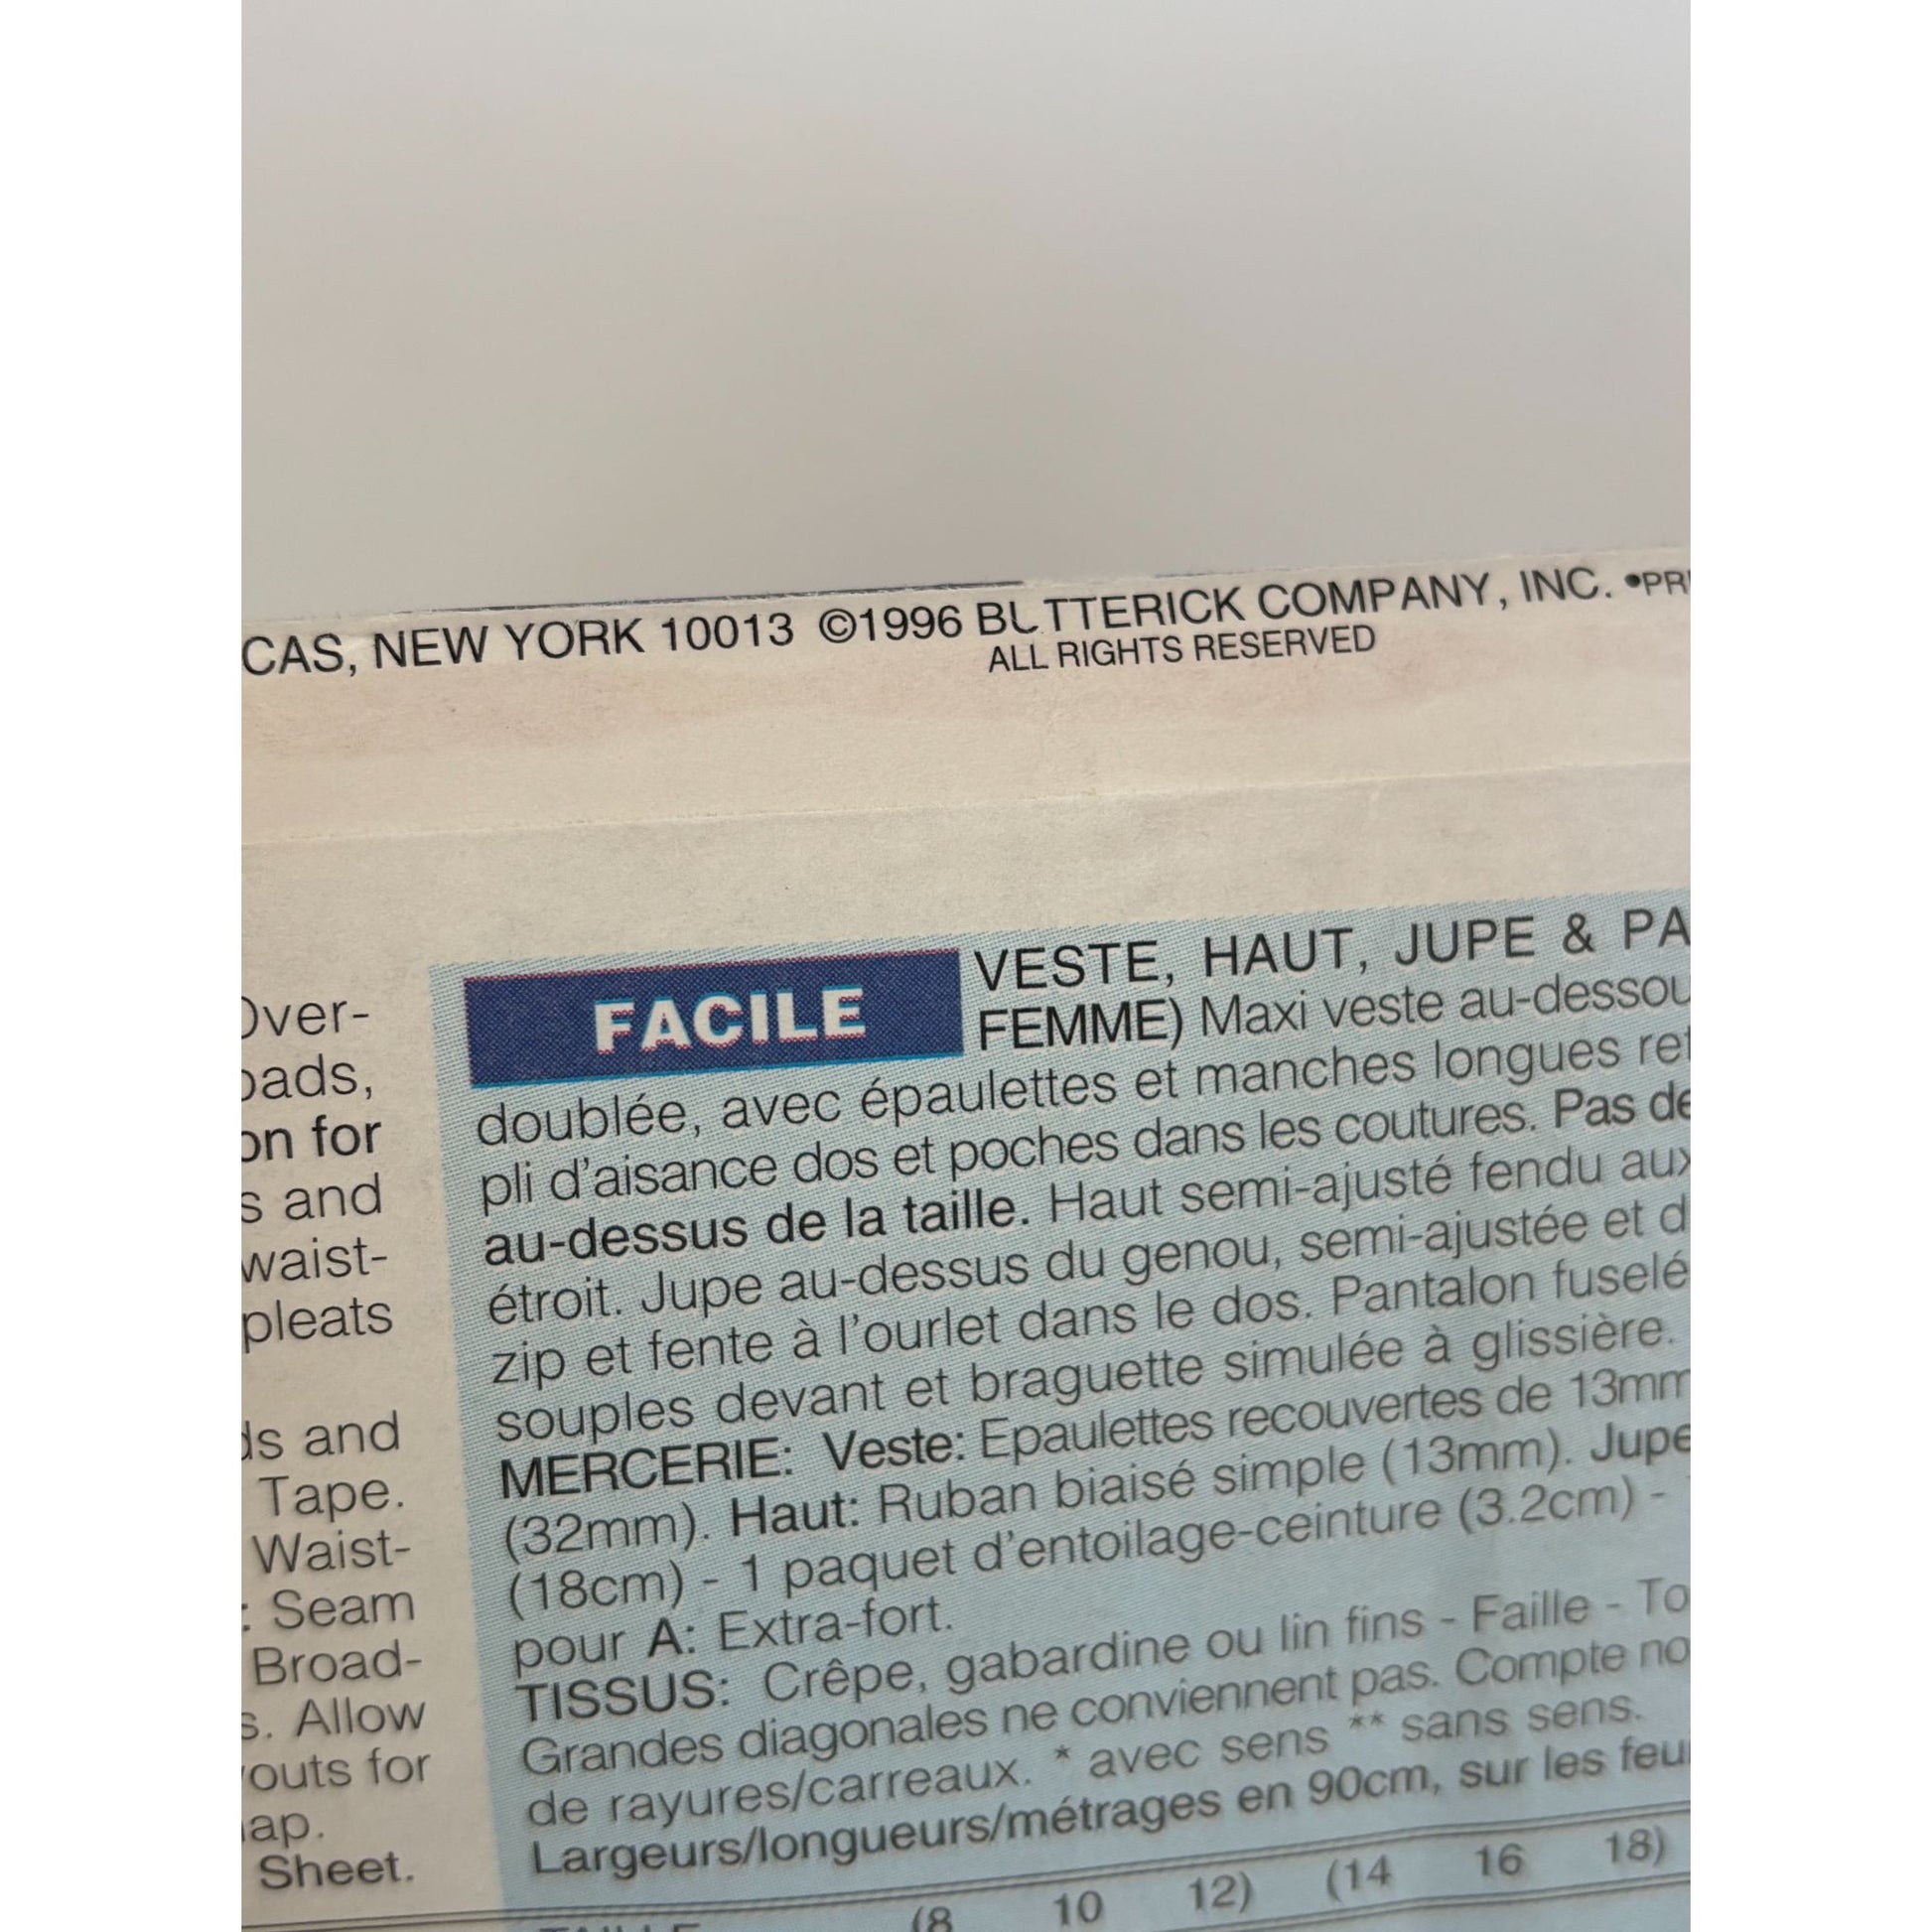 CAS, NEW YORK 10013 ©1996 BUTTERICK COMPANY, INC. •PRI
ALL RIGHTS RESERVED
Over-
pads,
on for
s and
waist-
pleats
ds and
Tape.
Waist-
: Seam
Broad-
s. Allow
outs for
ap.
Sheet.
FACILE
VESTE, HAUT, JUPE & PA
FEMME) Maxi veste au-dessou
doublée, avec épaulettes et manches longues ret
pli d'aisance dos et poches dans les coutures. Pas de
au-dessus de la taille. Haut semi-ajusté fendu aux
étroit. Jupe au-dessus du genou, semi-ajustée et d
zip et fente à l'ourlet dans le dos. Pantalon fuselé
souples devant et braguette simulée à glissière.
MERCERIE: Veste: Epaulettes recouvertes de 13mm
(32mm). Haut: Ruban biaisé simple (13mm). Jupe
(18cm) - 1 paquet d'entoilage-ceinture (3.2cm) -
pour A: Extra-fort.
TISSUS: Crêpe, gabardine ou lin fins - Faille - To
Grandes diagonales ne conviennent pas. Compte no
de rayures/carreaux. * avec sens ** sans sens.
Largeurs/longueurs/métrages en 90cm, sur les feu
TAILLE (8 10 12) (14 16 18)